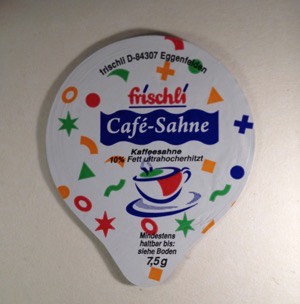 frischli D-84307 Eggenfelden
frischli
Café-Sahne
Kaffeesahne
10% Fett ultrahocherhitzt
Mindestens
haltbar bis:
siehe Boden
7,5g